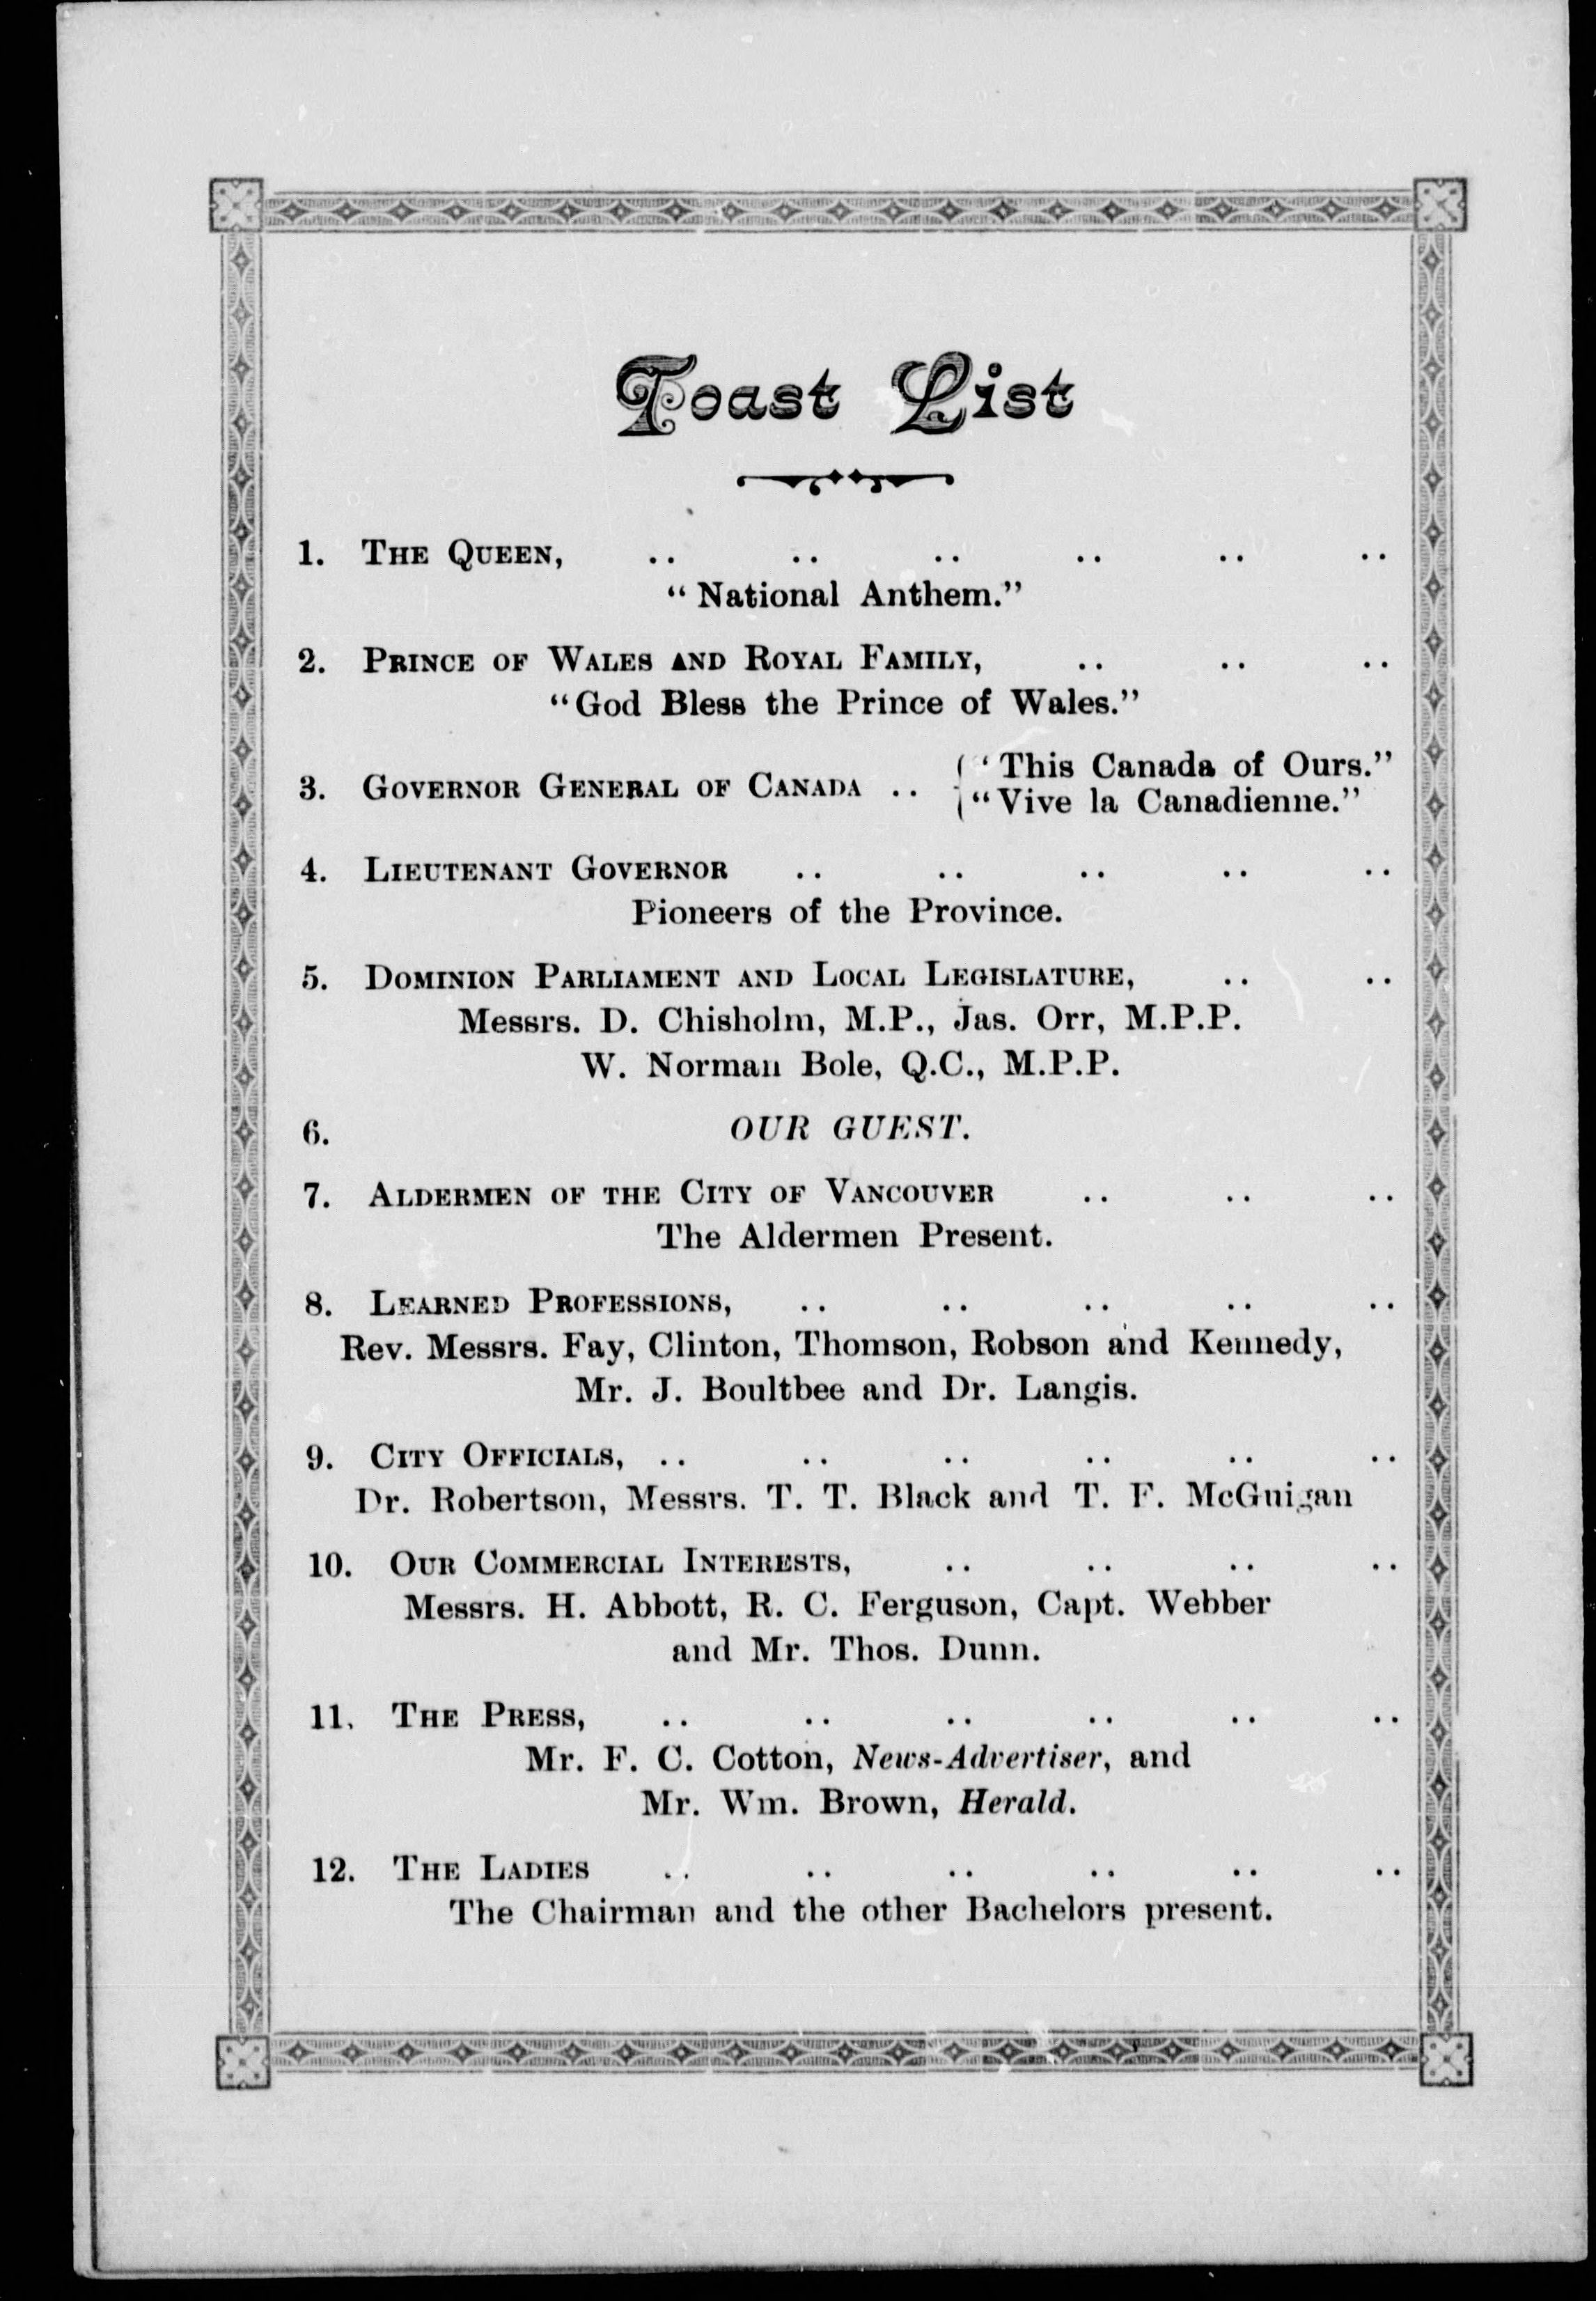 Toast List
1. THE QUEEN, .. .. .. .. .. ..
“National Anthem.”
2. PRINCE OF WALES AND ROYAL FAMILY, .. .. ..
“God Bless the Prince of Wales.”
3. GOVERNOR GENERAL OF CANADA .. { ‘This Canada of Ours.”
“Vive la Canadienne.”
4. LIEUTENANT GOVERNOR .. .. .. .. ..
Pioneers of the Province.
5. DOMINION PARLIAMENT AND LOCAL LEGISLATURE, .. ..
Messrs. D. Chisholm, M.P., Jas. Orr, M.P.P.
W. Norman Bole, Q.C., M.P.P.
6. OUR GUEST.
7. ALDERMEN OF THE CITY OF VANCOUVER .. .. ..
The Aldermen Present.
8. LEARNED PROFESSIONS, .. .. .. .. ..
Rev. Messrs. Fay, Clinton, Thomson, Robson and Kennedy,
Mr. J. Boultbee and Dr. Langis.
9. CITY OFFICIALS, .. .. .. .. .. ..
Dr. Robertson, Messrs. T. T. Black and T. F. McGuigan
10. OUR COMMERCIAL INTERESTS, .. .. .. ..
Messrs. H. Abbott, R. C. Ferguson, Capt. Webber
and Mr. Thos. Dunn.
11. THE PRESS, .. .. .. .. .. ..
Mr. F. C. Cotton, News-Advertiser, and
Mr. Wm. Brown, Herald.
12. THE LADIES .. .. .. .. .. ..
The Chairman and the other Bachelors present.